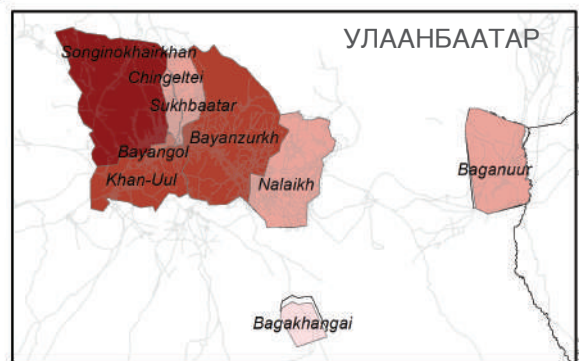 УЛААНБААТАР
Songinokhairkhan
Chingeltei
Sukhbaatar
Bayanzurkh
Bayangol
Khan-Uul
Nalaikh
Baganuur
Bagakhangai